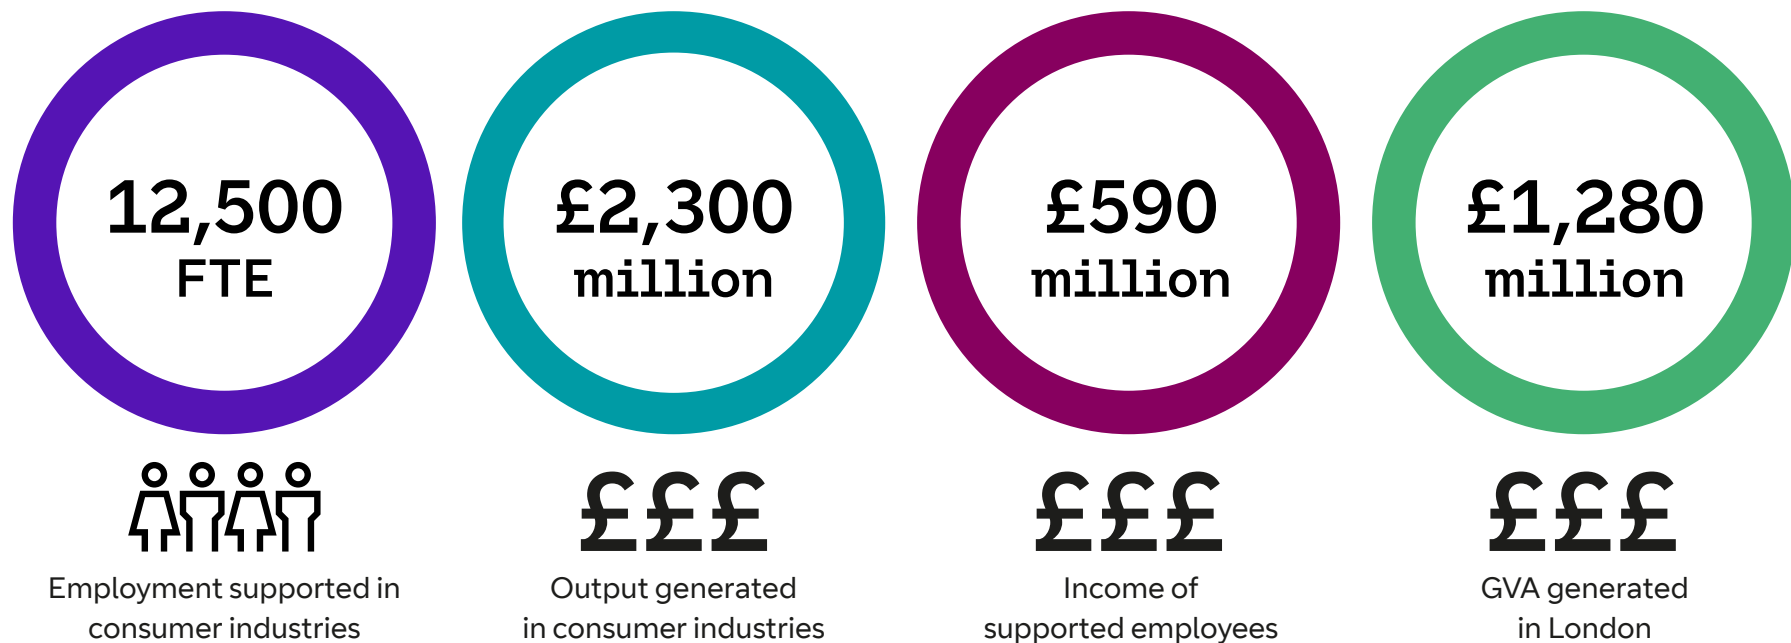 12,500
FTE
Employment supported in
consumer industries
£2,300
million
£££
Output generated
in consumer industries
£590
million
£££
Income of
supported employees
£1,280
million
£££
GVA generated
in London